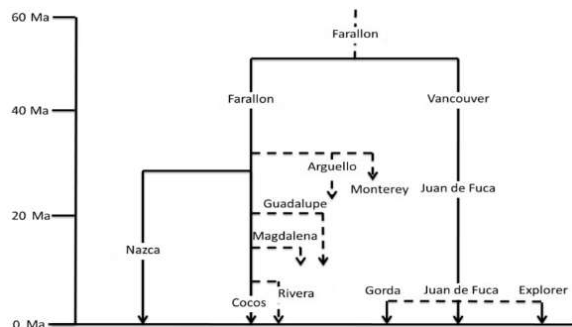 60 Ma
Farallon
Farallon
Vancouver
40 Ma
Arguello
Monterey
Juan de Fuca
Guadalupe
20 Ma
Magdalena
Nazca
Cocos
Rivera
Gorda
Juan de Fuca
Explorer
0 Ma